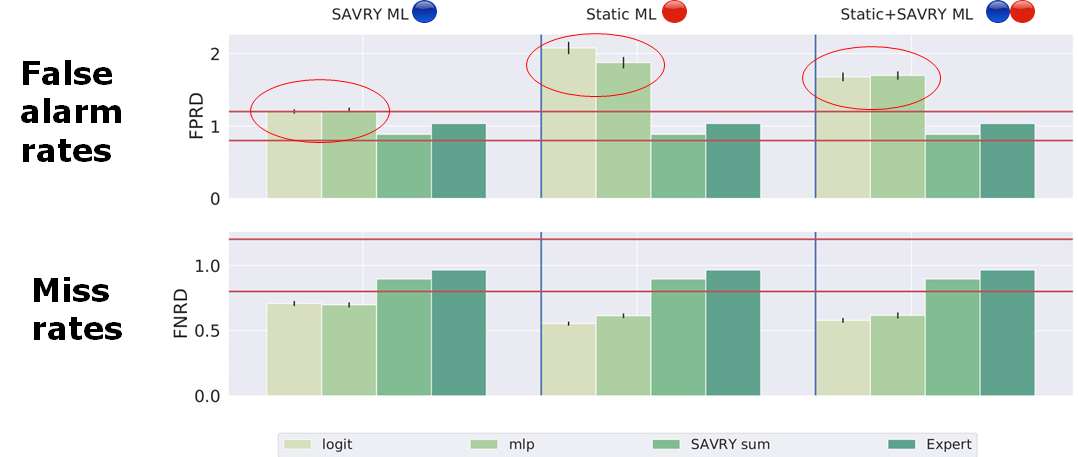 SAVRY ML
Static ML
Static+SAVRY ML
False
alarm
rates
FPRD
2
1
0
Miss
rates
FNRD
1.0
0.5
0.0
logit
mlp
SAVRY sum
Expert